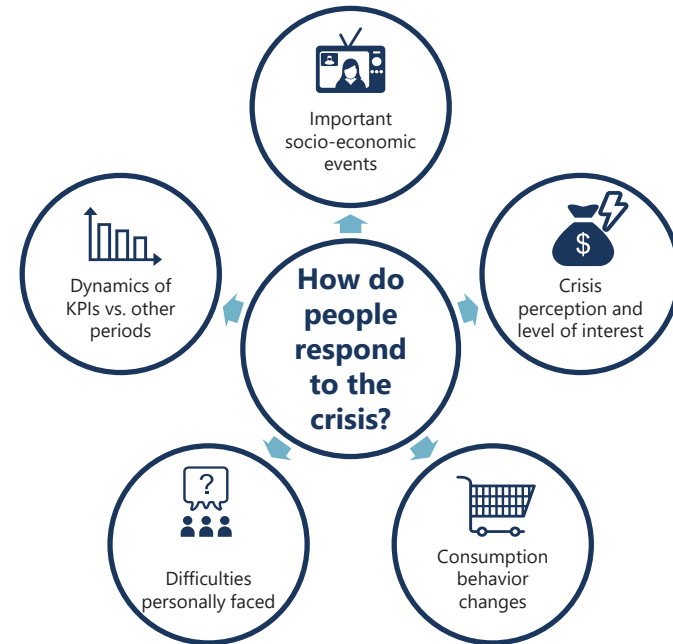 Important
socio-economic
events
Dynamics of
KPIs vs. other
periods
How do
people
respond
to the
crisis?
$
Crisis
perception and
level of interest
?
Difficulties
personally faced
Consumption
behavior
changes